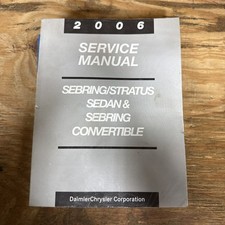 2006
SERVICE
MANUAL
SEBRING/STRATUS
SEDAN &
SEBRING
CONVERTIBLE
DaimlerChrysler Corporation